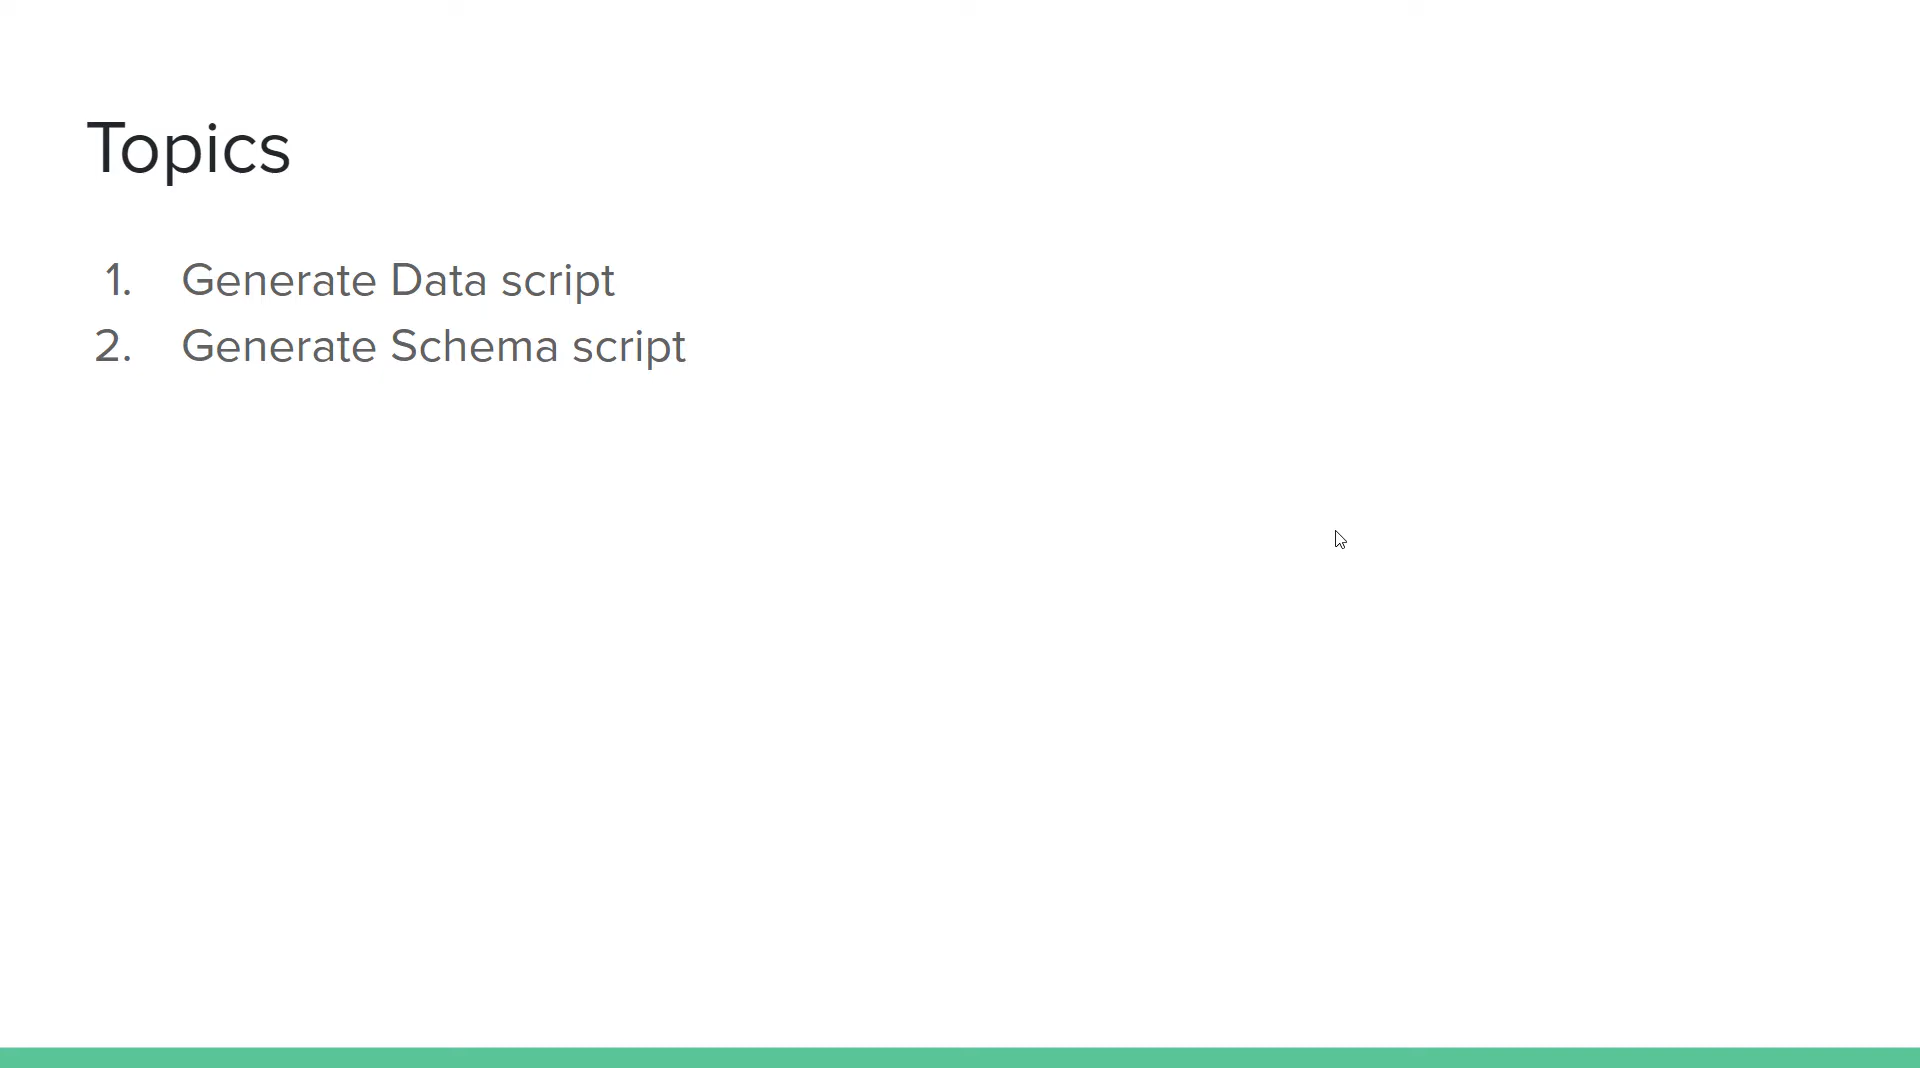 Topics
1. Generate Data script
2. Generate Schema script